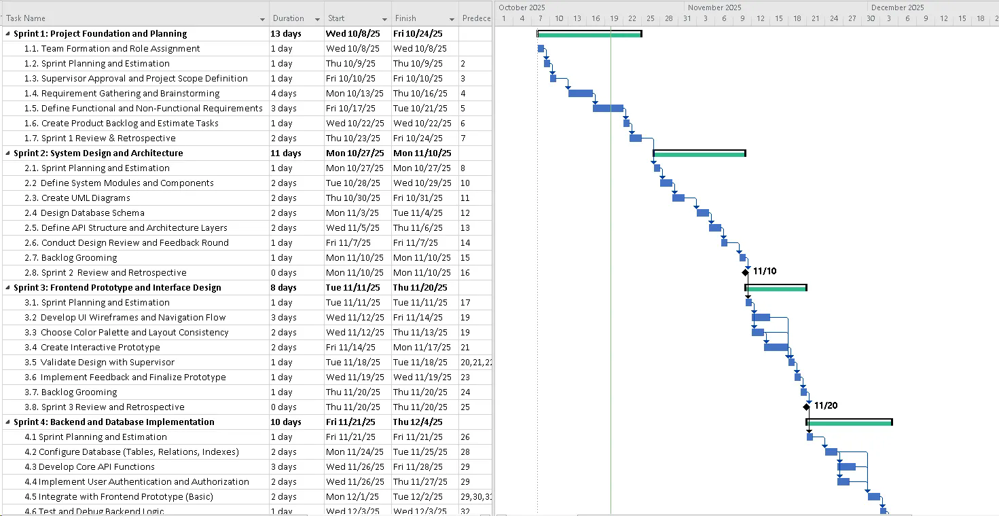 October 2025 November 2025 December 2025
Task Name Duration Start Finish Predece 1 4 7 10 13 16 19 22 25 28 31 3 6 9 12 15 18 21 24 27 30 3 6 9 12 15 18 2
Sprint 1: Project Foundation and Planning 13 days Wed 10/8/25 Fri 10/24/25
1.1. Team Formation and Role Assignment 1 day Wed 10/8/25 Wed 10/8/25
1.2. Sprint Planning and Estimation 1 day Thu 10/9/25 Thu 10/9/25 2
1.3. Supervisor Approval and Project Scope Definition 1 day Fri 10/10/25 Fri 10/10/25 3
1.4. Requirement Gathering and Brainstorming 4 days Mon 10/13/25 Thu 10/16/25 4
1.5. Define Functional and Non-Functional Requirements 3 days Fri 10/17/25 Tue 10/21/25 5
1.6. Create Product Backlog and Estimate Tasks 1 day Wed 10/22/25 Wed 10/22/25 6
1.7. Sprint 1 Review & Retrospective 2 days Thu 10/23/25 Fri 10/24/25 7
Sprint 2: System Design and Architecture 11 days Mon 10/27/25 Mon 11/10/25
2.1. Sprint Planning and Estimation 1 day Mon 10/27/25 Mon 10/27/25 8
2.2 Define System Modules and Components 2 days Tue 10/28/25 Wed 10/29/25 10
2.3. Create UML Diagrams 2 days Thu 10/30/25 Fri 10/31/25 11
2.4 Design Database Schema 2 days Mon 11/3/25 Tue 11/4/25 12
2.5. Define API Structure and Architecture Layers 2 days Wed 11/5/25 Thu 11/6/25 13
2.6. Conduct Design Review and Feedback Round 1 day Fri 11/7/25 Fri 11/7/25 14
2.7. Backlog Grooming 1 day Mon 11/10/25 Mon 11/10/25 15
2.8. Sprint 2 Review and Retrospective 0 days Mon 11/10/25 Mon 11/10/25 16 11/10
Sprint 3: Frontend Prototype and Interface Design 8 days Tue 11/11/25 Thu 11/20/25
3.1. Sprint Planning and Estimation 1 day Tue 11/11/25 Tue 11/11/25 17
3.2 Develop UI Wireframes and Navigation Flow 3 days Wed 11/12/25 Fri 11/14/25 19
3.3 Choose Color Palette and Layout Consistency 2 days Wed 11/12/25 Thu 11/13/25 19
3.4 Create Interactive Prototype 2 days Fri 11/14/25 Mon 11/17/25 21
3.5 Validate Design with Supervisor 1 day Tue 11/18/25 Tue 11/18/25 20,21,22
3.6 Implement Feedback and Finalize Prototype 1 day Wed 11/19/25 Wed 11/19/25 23
3.7. Backlog Grooming 1 day Thu 11/20/25 Thu 11/20/25 24
3.8. Sprint 3 Review and Retrospective 0 days Thu 11/20/25 Thu 11/20/25 25 11/20
Sprint 4: Backend and Database Implementation 10 days Fri 11/21/25 Thu 12/4/25
4.1 Sprint Planning and Estimation 1 day Fri 11/21/25 Fri 11/21/25 26
4.2 Configure Database (Tables, Relations, Indexes) 2 days Mon 11/24/25 Tue 11/25/25 28
4.3 Develop Core API Functions 3 days Wed 11/26/25 Fri 11/28/25 29
4.4 Implement User Authentication and Authorization 2 days Wed 11/26/25 Thu 11/27/25 29
4.5 Integrate with Frontend Prototype (Basic) 2 days Mon 12/1/25 Tue 12/2/25 29,30,31
4.6 Test and Debug Backend Logic 1 day Wed 12/3/25 Wed 12/3/25 32